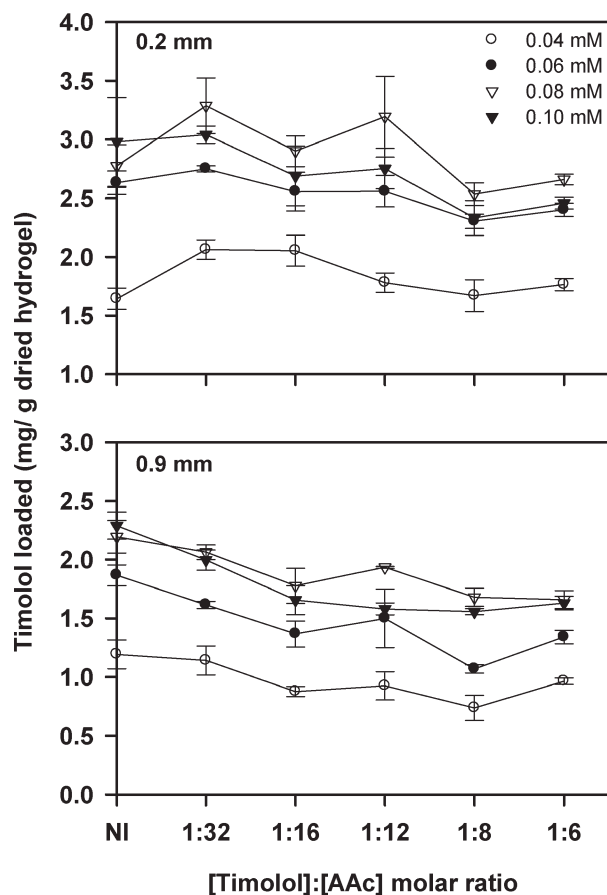 4.0
0.2 mm
0.04 mM
0.06 mM
0.08 mM
0.10 mM
3.5
3.0
2.5
2.0
1.5
1.0
Timolol loaded (mg/ g dried hydrogel)
3.0
0.9 mm
2.5
2.0
1.5
1.0
0.5
0.0
NI 1:32 1:16 1:12 1:8 1:6
[Timolol]:[AAc] molar ratio